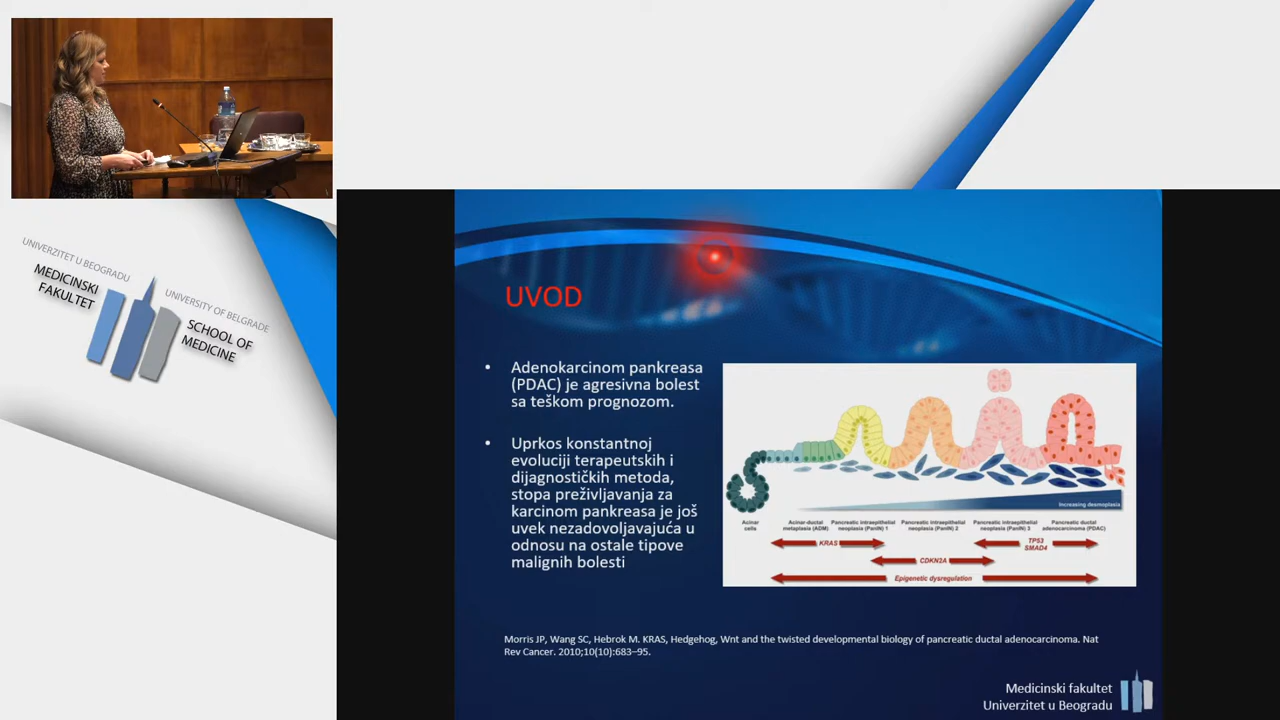 UNIVERZITET U BEOGRADU
MEDICINSKI
FAKULTET
UNIVERSITY OF BELGRADE
SCHOOL OF
MEDICINE
UVOD
• Adenokarcinom pankreasa
(PDAC) je agresivna bolest
sa teškom prognozom.
• Uprkos konstantnoj
evoluciji terapeutskih i
dijagnostičkih metoda,
stopa preživljavanja za
karcinom pankreasa je još
uvek nezadovoljavajuća u
odnosu na ostale tipove
malignih bolesti
Increasing desmoplasia
Acinar
cells
Acinar-ductal
metaplasia (ADM)
Pancreatic intraepithelial
neoplasia (PanIN) 1
Pancreatic intraepithelial
neoplasia (PanIN) 2
Pancreatic intraepithelial
neoplasia (PanIN) 3
Pancreatic ductal
adenocarcinoma (PDAC)
KRAS
TP53
SMAD4
CDKN2A
Epigenetic dysregulation
Morris JP, Wang SC, Hebrok M. KRAS, Hedgehog, Wnt and the twisted developmental biology of pancreatic ductal adenocarcinoma. Nat
Rev Cancer. 2010;10(10):683–95.
Medicinski fakultet
Univerzitet u Beogradu